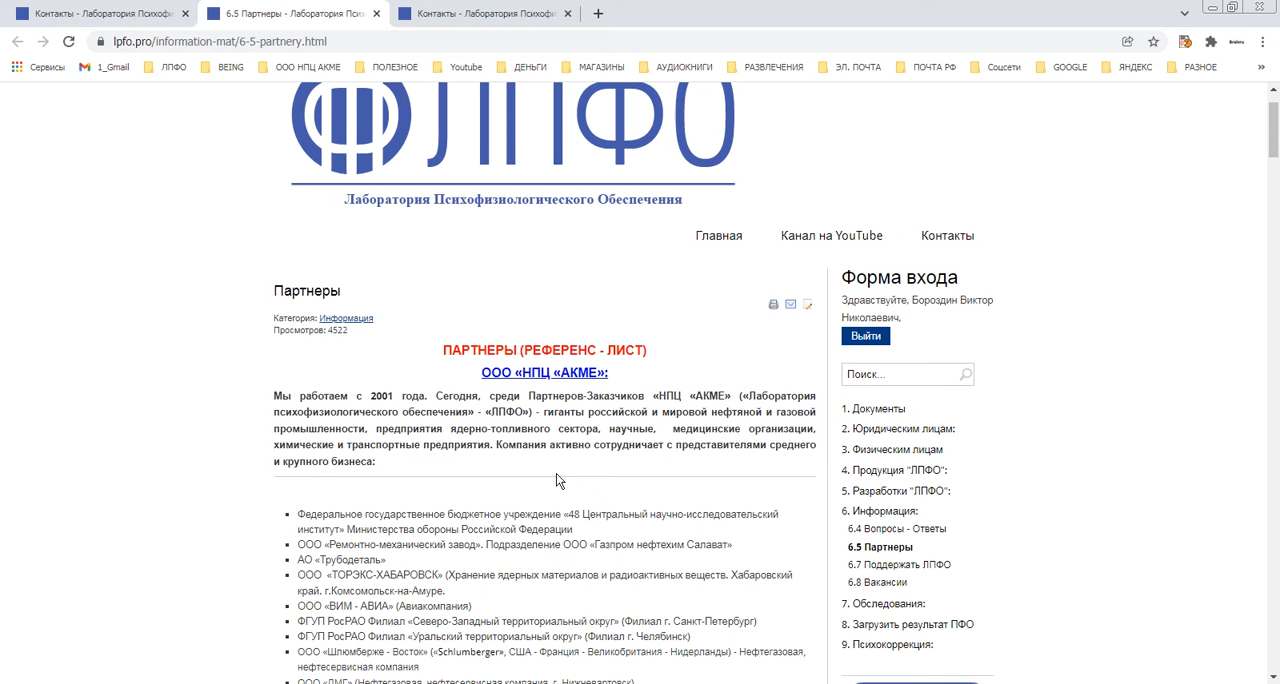 Контакты - Лаборатория Психофи
6.5 Партнеры - Лаборатория Пси
Контакты - Лаборатория Психофи
lpfo.pro/information-mat/6-5-partnery.html
Сервисы
1_Gmail
ЛПФО
BEING
ООО НПЦ АКМЕ
ПОЛЕЗНОЕ
Youtube
ДЕНЬГИ
МАГАЗИНЫ
АУДИОКНИГИ
РАЗВЛЕЧЕНИЯ
ЭЛ. ПОЧТА
ПОЧТА РФ
Соцсети
GOOGLE
ЯНДЕКС
РАЗНОЕ
»
ЛПФО
Лаборатория Психофизиологического Обеспечения
Главная
Канал на YouTube
Контакты
Партнеры
Категория: Информация
Просмотров: 4522
ПАРТНЕРЫ (РЕФЕРЕНС - ЛИСТ)
ООО «НПЦ «АКМЕ»:
Мы работаем с 2001 года. Сегодня, среди Партнеров-Заказчиков «НПЦ «АКМЕ» («Лаборатория
психофизиологического обеспечения» - «ЛПФО») - гиганты российской и мировой нефтяной и газовой
промышленности, предприятия ядерно-топливного сектора, научные, медицинские организации,
химические и транспортные предприятия. Компания активно сотрудничает с представителями среднего
и крупного бизнеса:
Федеральное государственное бюджетное учреждение «48 Центральный научно-исследовательский
институт» Министерства обороны Российской Федерации
ООО «Ремонтно-механический завод». Подразделение ООО «Газпром нефтехим Салават»
АО «Трубодеталь»
ООО «ТОРЭКС-ХАБАРОВСК» (Хранение ядерных материалов и радиоактивных веществ. Хабаровский
край. г.Комсомольск-на-Амуре.
ООО «ВИМ - АВИА» (Авиакомпания)
ФГУП РосРАО Филиал «Северо-Западный территориальный округ» (Филиал г. Санкт-Петербург)
ФГУП РосРАО Филиал «Уральский территориальный округ» (Филиал г. Челябинск)
ООО «Шлюмберже - Восток» («Schlumberger», США - Франция - Великобритания - Нидерланды) - Нефтегазовая,
нефтесервисная компания
ООО «ЛМГ» (Нефтегазовая, нефтесервисная компания, г. Нижневартовск)
Форма входа
Здравствуйте, Бороздин Виктор
Николаевич,
Выйти
Поиск...
1. Документы
2. Юридическим лицам:
3. Физическим лицам
4. Продукция "ЛПФО":
5. Разработки "ЛПФО":
6. Информация:
6.4 Вопросы - Ответы
6.5 Партнеры
6.7 Поддержать ЛПФО
6.8 Вакансии
7. Обследования:
8. Загрузить результат ПФО
9. Психокоррекция: